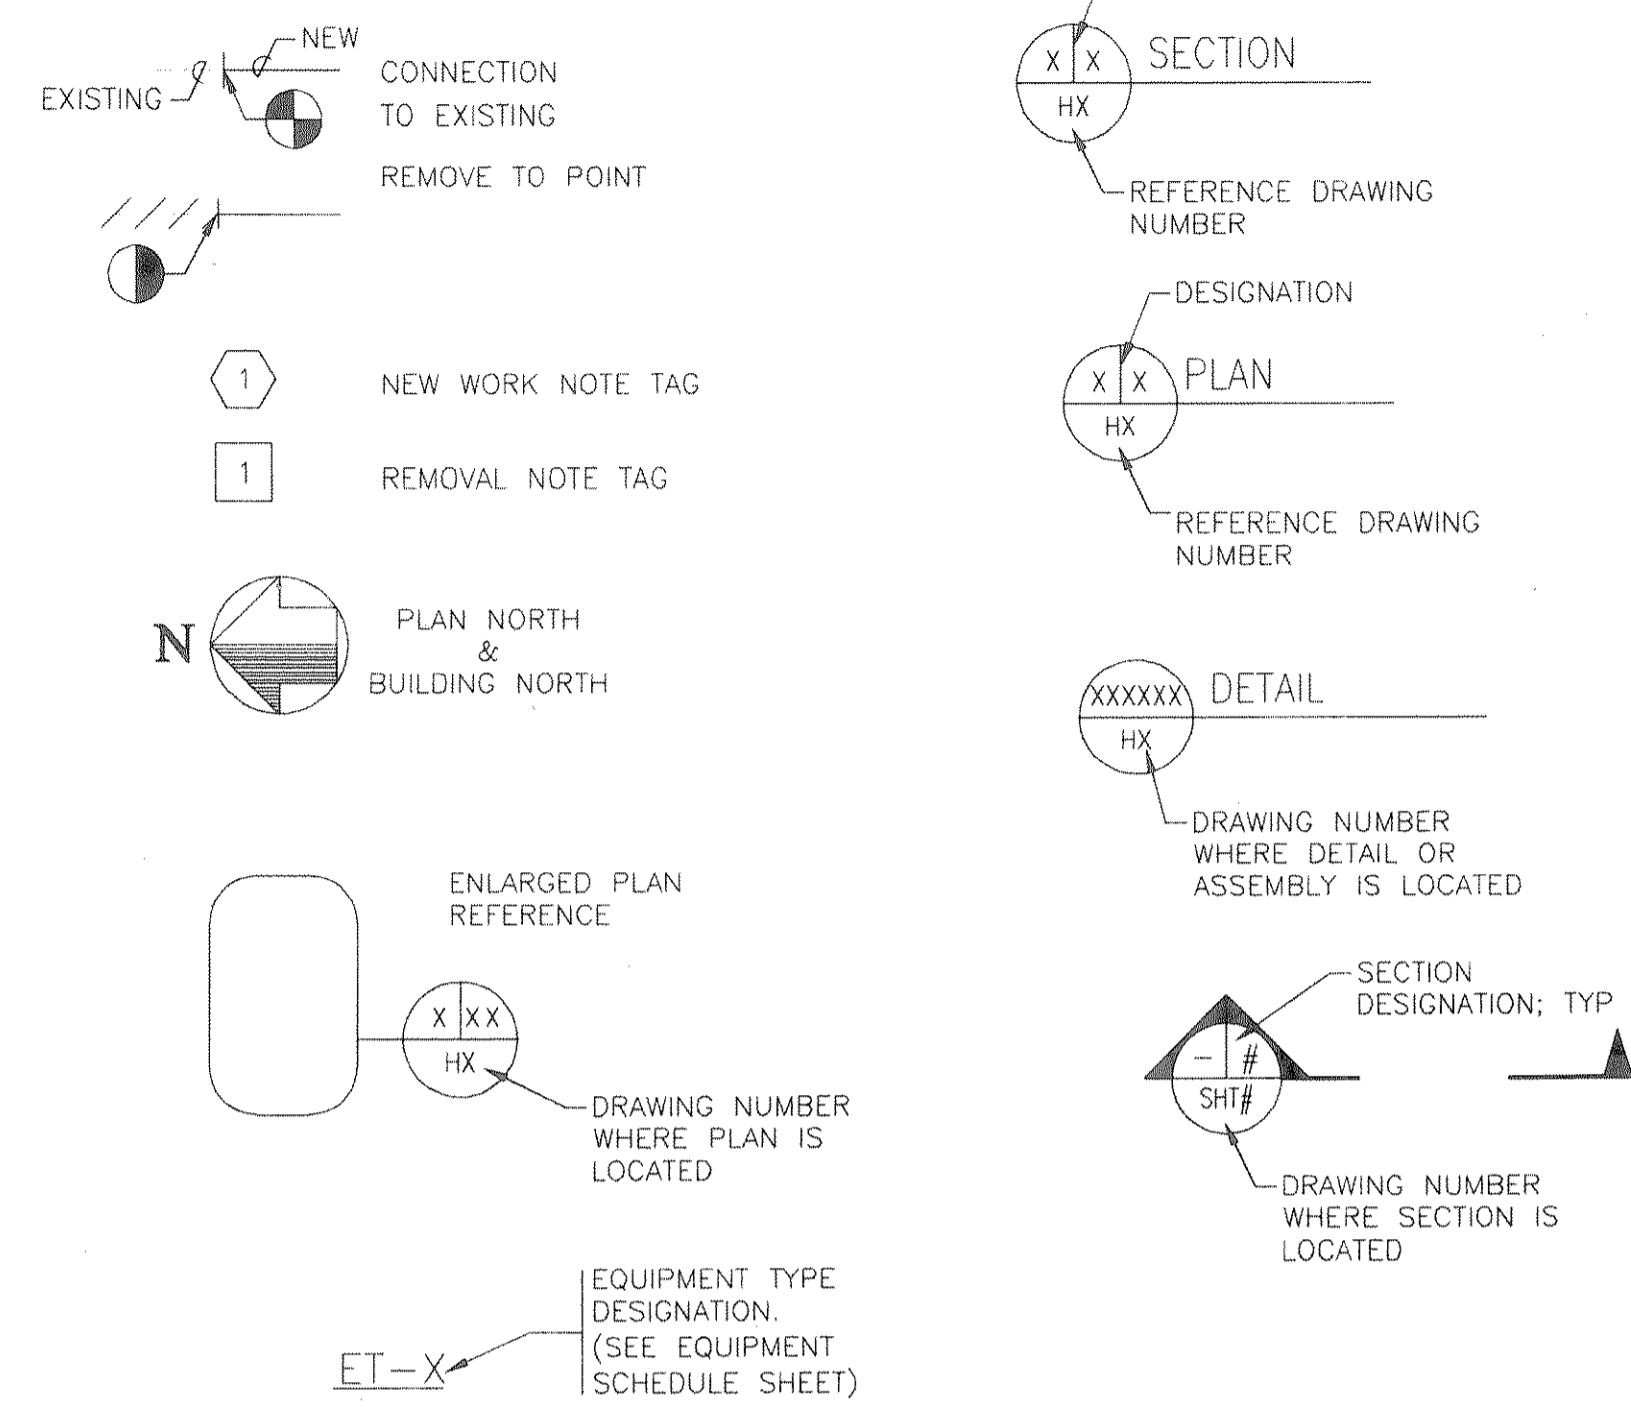 NEW
EXISTING
CONNECTION
TO EXISTING
REMOVE TO POINT
1
NEW WORK NOTE TAG
1
REMOVAL NOTE TAG
N
PLAN NORTH
&
BUILDING NORTH
ENLARGED PLAN
REFERENCE
X XX
HX
DRAWING NUMBER
WHERE PLAN IS
LOCATED
ET-X
EQUIPMENT TYPE
DESIGNATION.
(SEE EQUIPMENT
SCHEDULE SHEET)
X X
HX
SECTION
REFERENCE DRAWING
NUMBER
DESIGNATION
X X
HX
PLAN
REFERENCE DRAWING
NUMBER
XXXXXX
HX
DETAIL
DRAWING NUMBER
WHERE DETAIL OR
ASSEMBLY IS LOCATED
SECTION
DESIGNATION; TYP
- #
SHT#
DRAWING NUMBER
WHERE SECTION IS
LOCATED